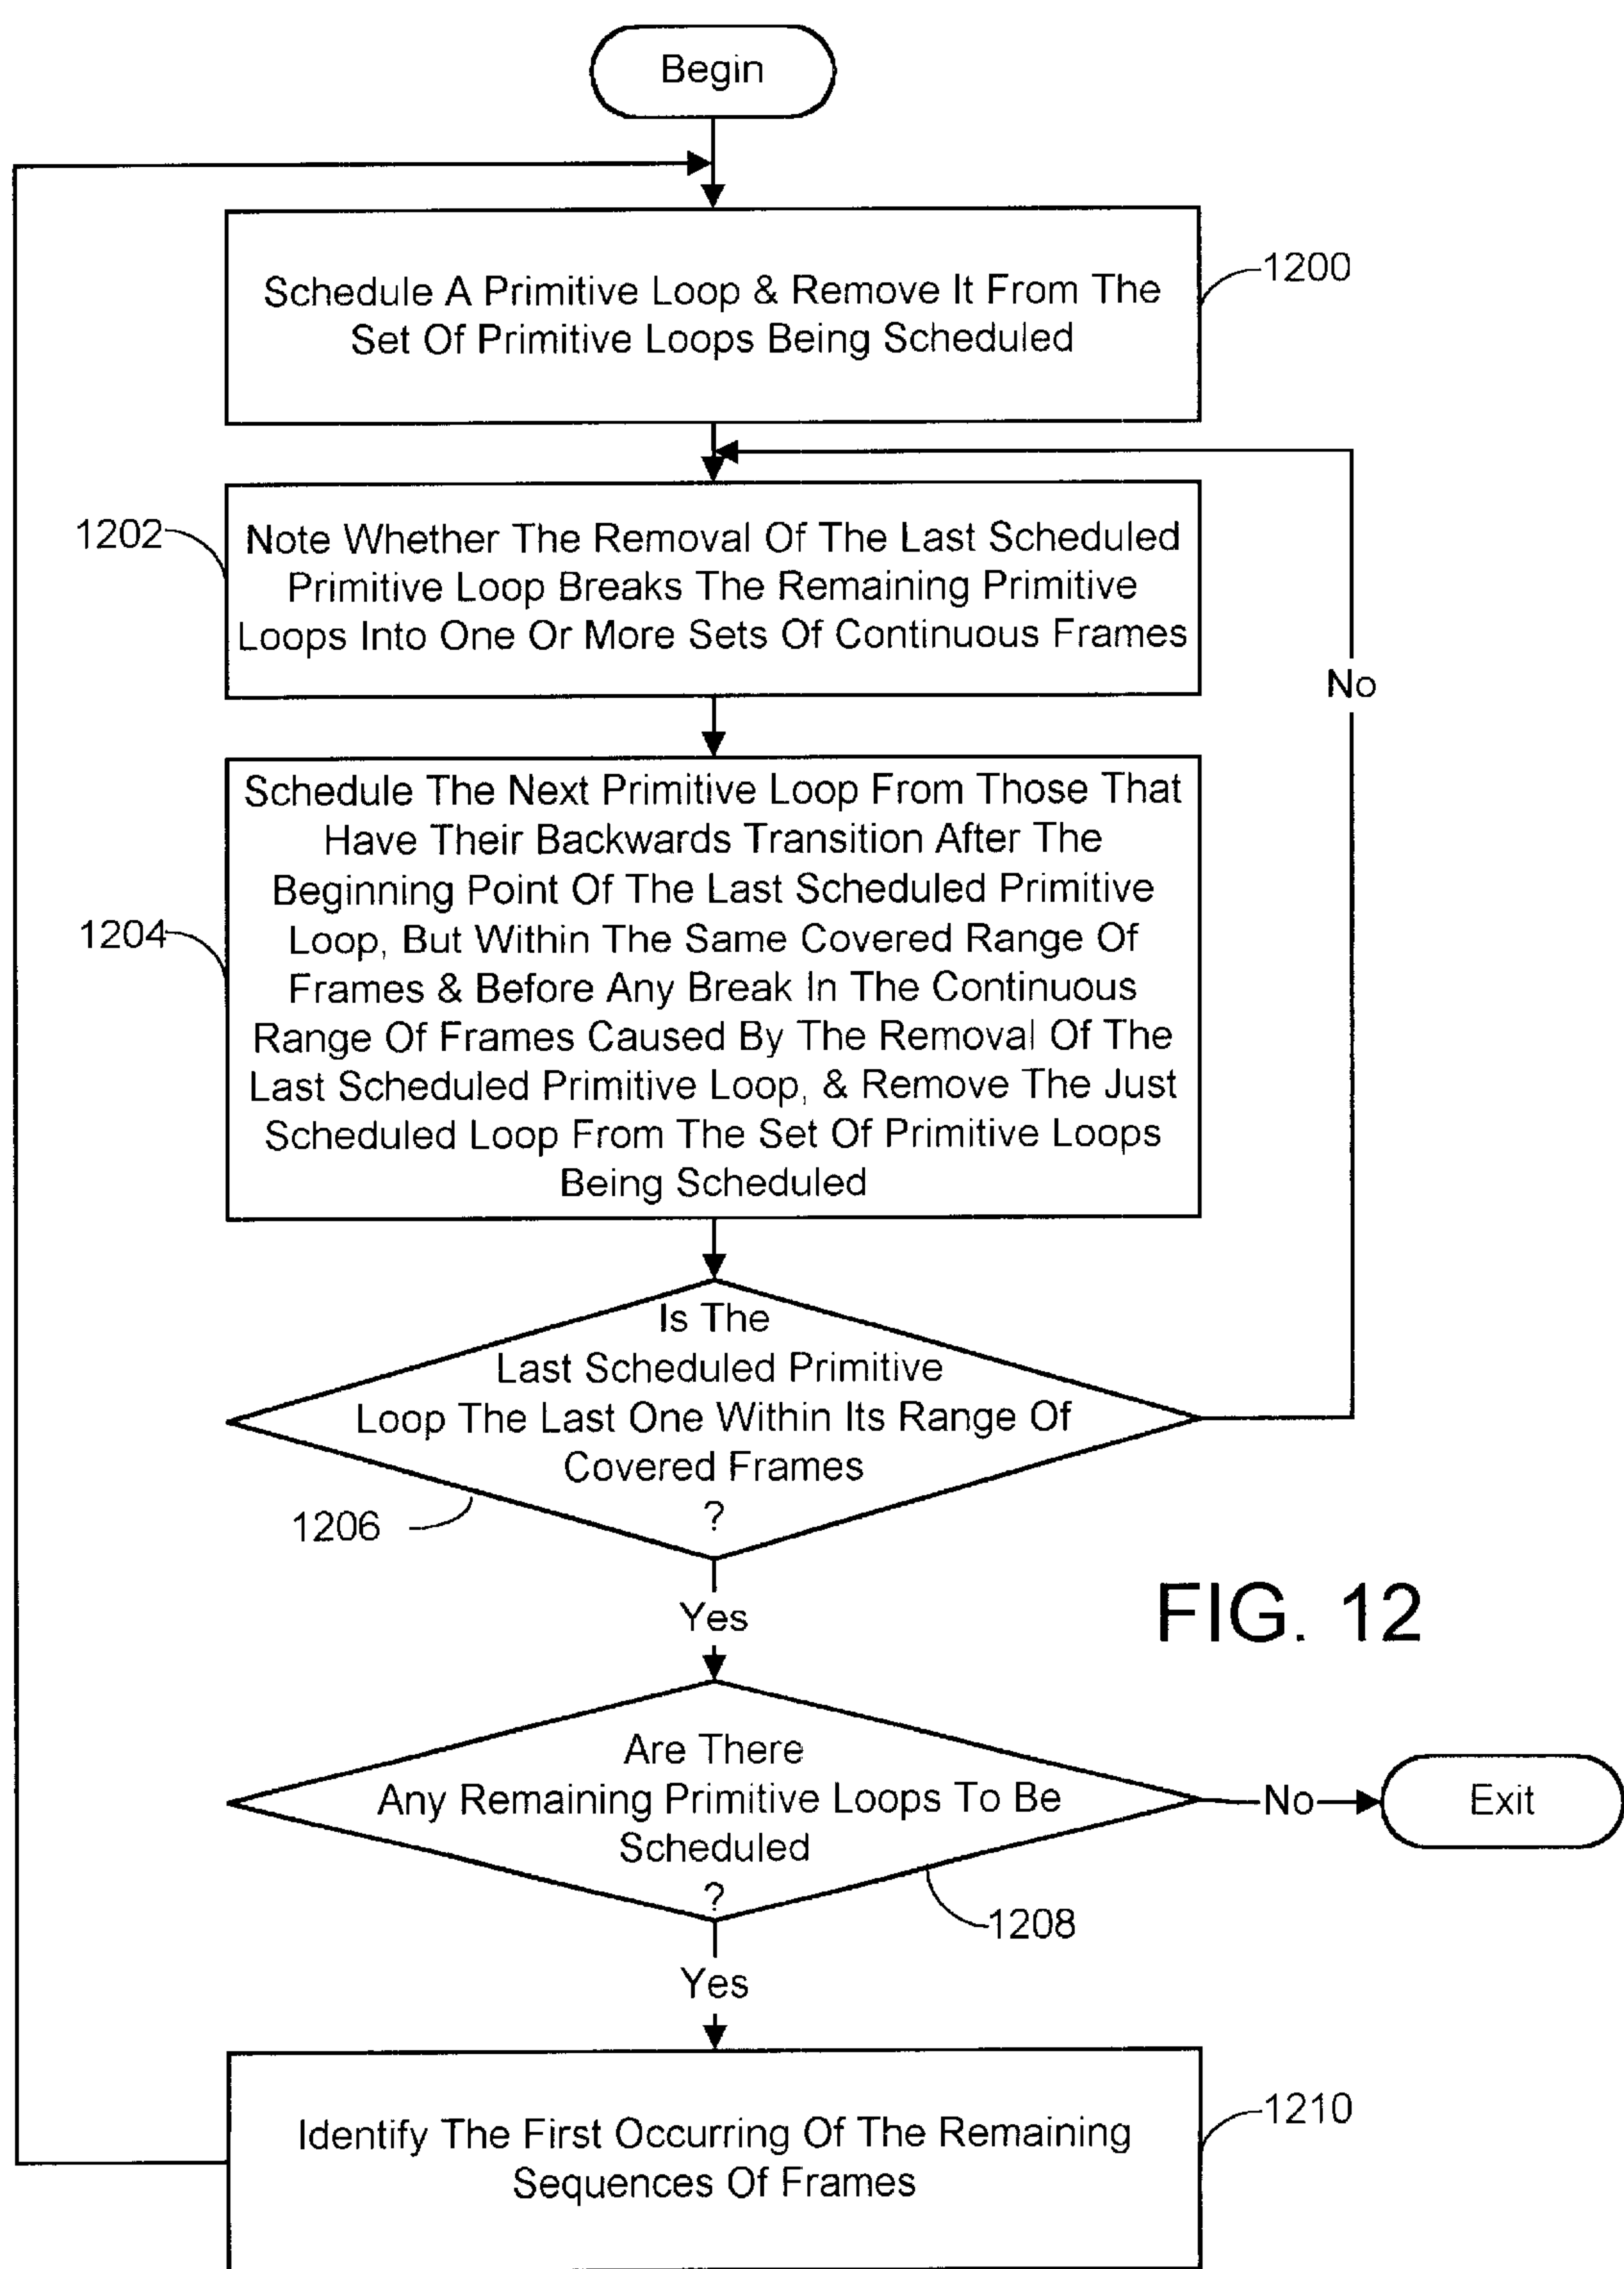 Begin
Schedule A Primitive Loop & Remove It From The
Set Of Primitive Loops Being Scheduled
1200
1202
Note Whether The Removal Of The Last Scheduled
Primitive Loop Breaks The Remaining Primitive
Loops Into One Or More Sets Of Continuous Frames
No
1204
Schedule The Next Primitive Loop From Those That
Have Their Backwards Transition After The
Beginning Point Of The Last Scheduled Primitive
Loop, But Within The Same Covered Range Of
Frames & Before Any Break In The Continuous
Range Of Frames Caused By The Removal Of The
Last Scheduled Primitive Loop, & Remove The Just
Scheduled Loop From The Set Of Primitive Loops
Being Scheduled
Is The
Last Scheduled Primitive
Loop The Last One Within Its Range Of
Covered Frames
?
1206
Yes
FIG. 12
Are There
Any Remaining Primitive Loops To Be
Scheduled
?
No
Exit
1208
Yes
Identify The First Occurring Of The Remaining
Sequences Of Frames
1210